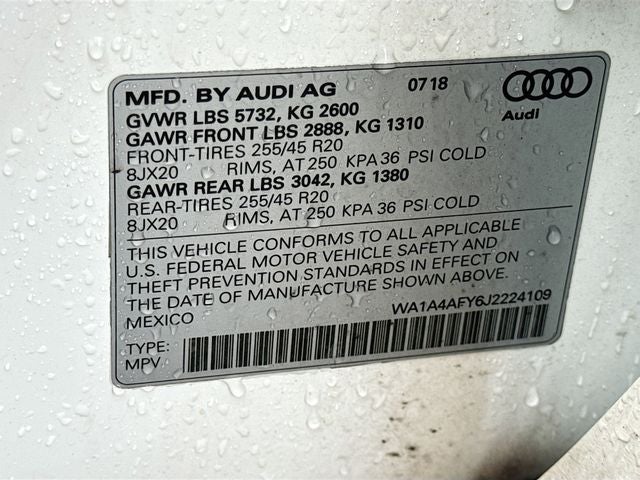 MFD. BY AUDI AG 0718
GVWR LBS 5732, KG 2600
GAWR FRONT LBS 2888, KG 1310
FRONT-TIRES 255/45 R20
8JX20 RIMS, AT 250 KPA 36 PSI COLD
GAWR REAR LBS 3042, KG 1380
REAR-TIRES 255/45 R20
8JX20 RIMS, AT 250 KPA 36 PSI COLD
Audi
THIS VEHICLE CONFORMS TO ALL APPLICABLE
U.S. FEDERAL MOTOR VEHICLE SAFETY AND
THEFT PREVENTION STANDARDS IN EFFECT ON
THE DATE OF MANUFACTURE SHOWN ABOVE.
MEXICO WA1A4AFY6J2224109
TYPE:
MPV